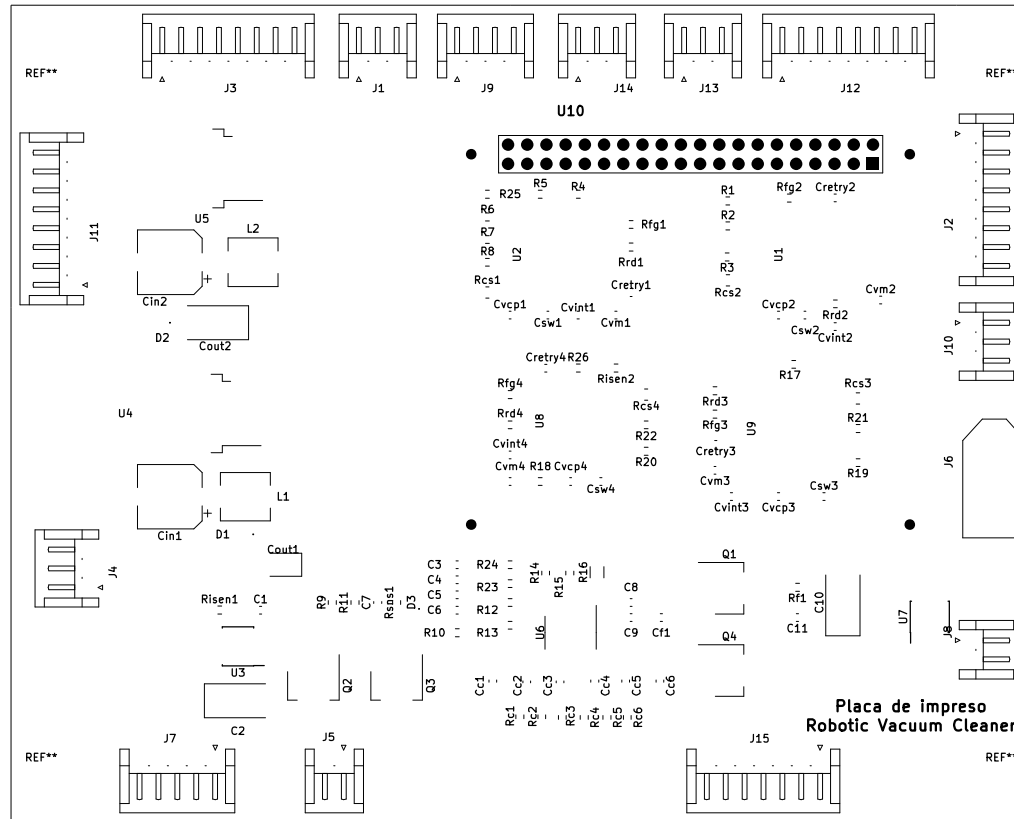 REF**
J3
J1
J9
J14
J13
J12
REF**
U10
J11
U5
L2
Cin2
D2
Cout2
R25
R5
R4
R6
R7
R8
U2
Rcs1
Rfg1
Rrd1
Cretry1
Cvcp1
Csw1
Cvint1
Cvm1
R1
R2
R3
Rcs2
Rfg2
Cretry2
U1
Cvcp2
Csw2
Rrd2
Cvint2
Cvm2
J2
J10
Cretry4
R26
Risen2
Rfg4
Rrd4
U8
Cvint4
Cvm4
R18
Cvcp4
Csw4
Rcs4
R22
R20
R17
Rrd3
Rfg3
U9
Cretry3
Cvm3
Cvint3
Cvcp3
Csw3
Rcs3
R21
R19
J6
U4
L1
Cin1
D1
Cout1
J4
Risen1
C1
U3
C2
R9
R11
C7
Rsns1
D3
C3
C4
C5
C6
R10
R24
R23
R12
R13
R14
R15
R16
U6
C8
C9
Cf1
Q1
Q4
Rf1
C11
C10
U7
J8
Q2
Q3
Cc1
Cc2
Cc3
Cc4
Cc5
Cc6
Rc1
Rc2
Rc3
Rc4
Rc5
Rc6
Placa de impreso
Robotic Vacuum Cleaner
REF**
J7
J5
J15
REF**